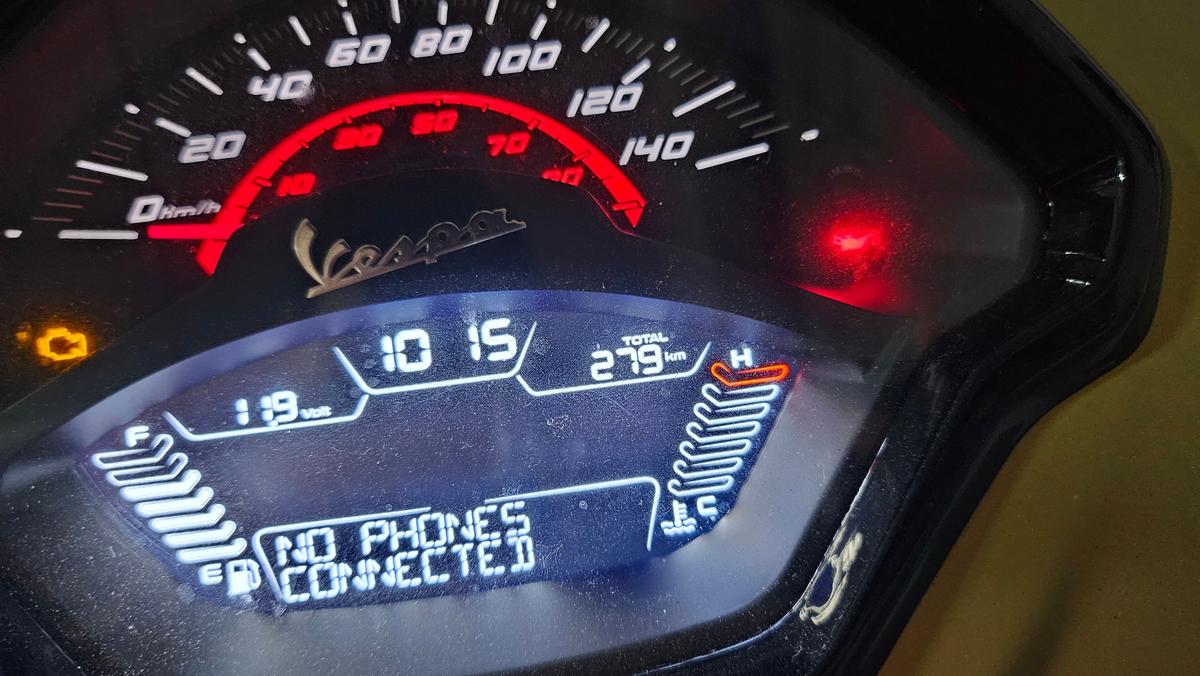 60 80 100
40 120
20 140
0 km/h
30 50 70
10 90
Vespa
10 15
TOTAL
279 km
11.9 Volt
H
F
C
E
NO PHONES
CONNECTED